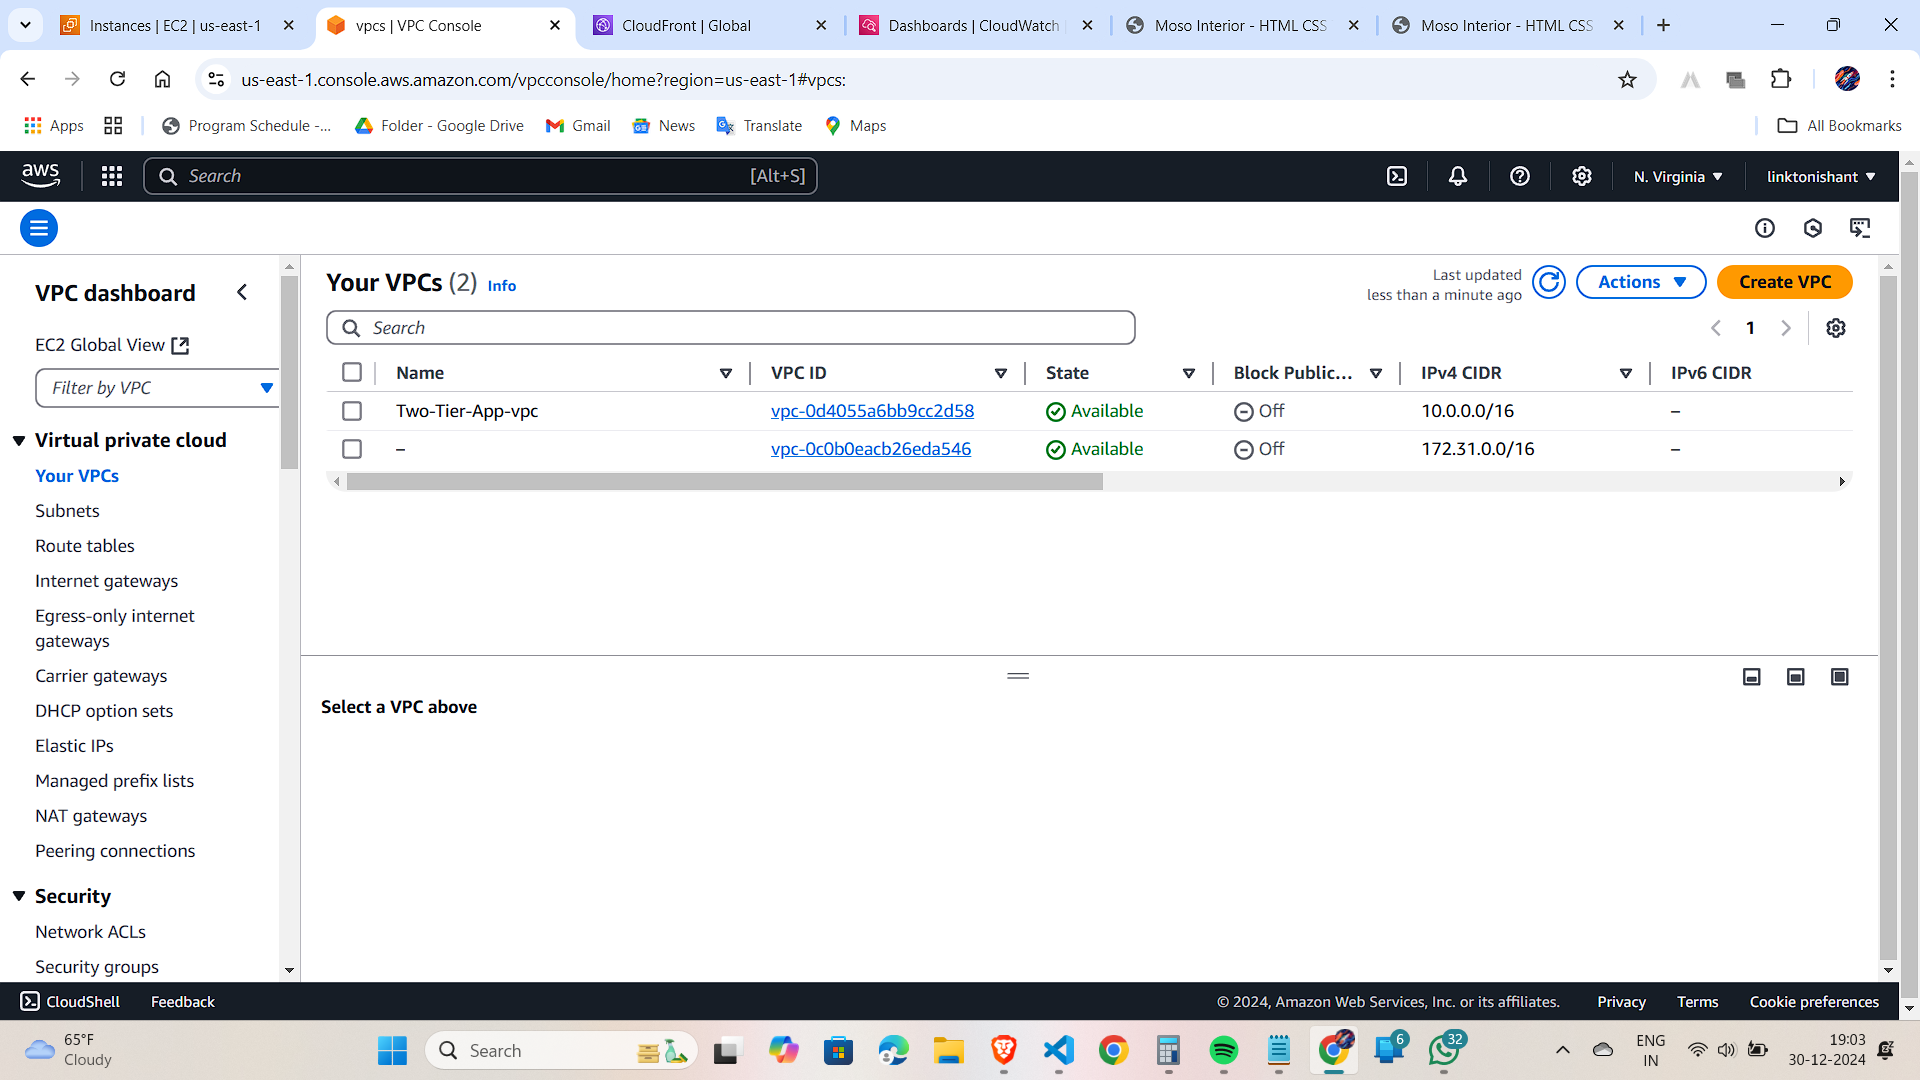 Instances | EC2 | us-east-1
vpcs | VPC Console
CloudFront | Global
Dashboards | CloudWatch
Moso Interior - HTML CSS
Moso Interior - HTML CSS
us-east-1.console.aws.amazon.com/vpcconsole/home?region=us-east-1#vpcs:
Apps
Program Schedule -...
Folder - Google Drive
Gmail
News
Translate
Maps
All Bookmarks
aws
Search
[Alt+S]
N. Virginia
linktonishant
VPC dashboard
EC2 Global View
Filter by VPC
Virtual private cloud
Your VPCs
Subnets
Route tables
Internet gateways
Egress-only internet
gateways
Carrier gateways
DHCP option sets
Elastic IPs
Managed prefix lists
NAT gateways
Peering connections
Security
Network ACLs
Security groups
Your VPCs (2) Info
Last updated
less than a minute ago
Actions
Create VPC
Search
1
Name VPC ID State Block Public... IPv4 CIDR IPv6 CIDR
Two-Tier-App-vpc vpc-0d4055a6bb9cc2d58 Available Off 10.0.0.0/16 –
– vpc-0c0b0eacb26eda546 Available Off 172.31.0.0/16 –
Select a VPC above
CloudShell
Feedback
© 2024, Amazon Web Services, Inc. or its affiliates.
Privacy
Terms
Cookie preferences
65°F
Cloudy
Search
6
32
ENG
IN
19:03
30-12-2024